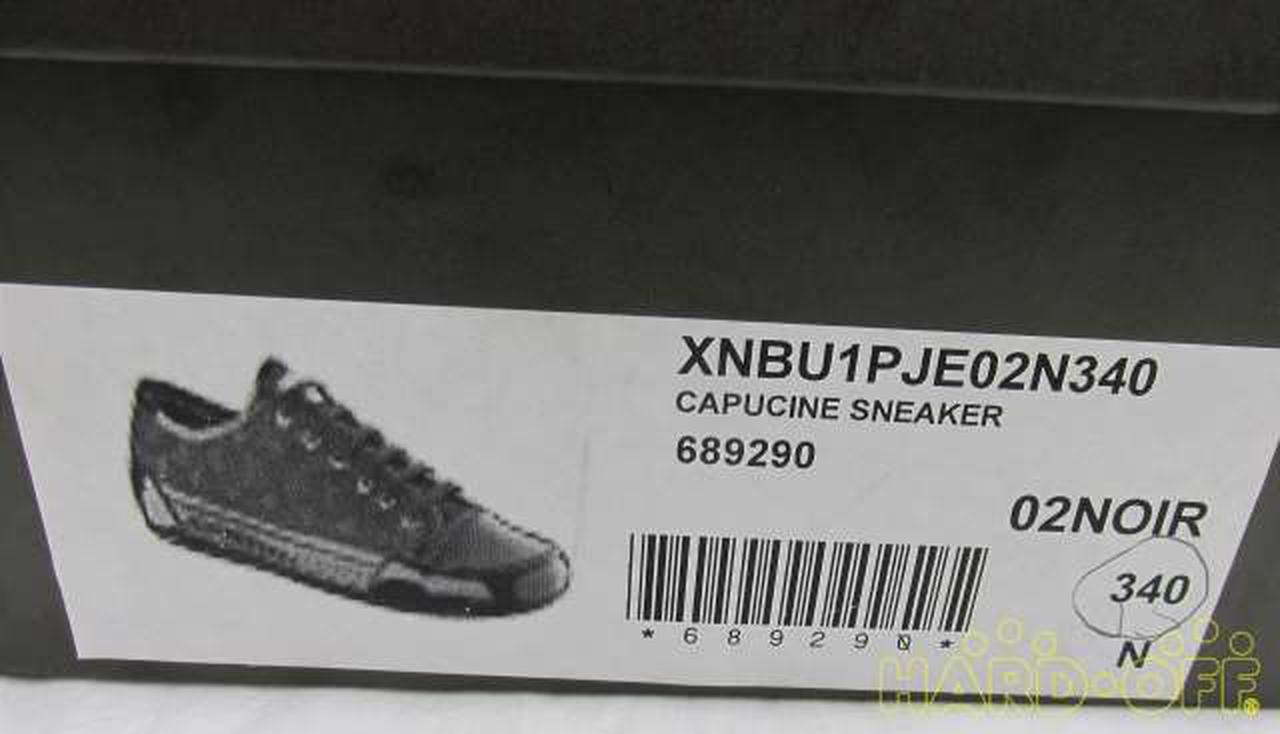 XNBU1PJE02N340
CAPUCINE SNEAKER
689290
02NOIR
340
*689290*
N
HARD-OFF®